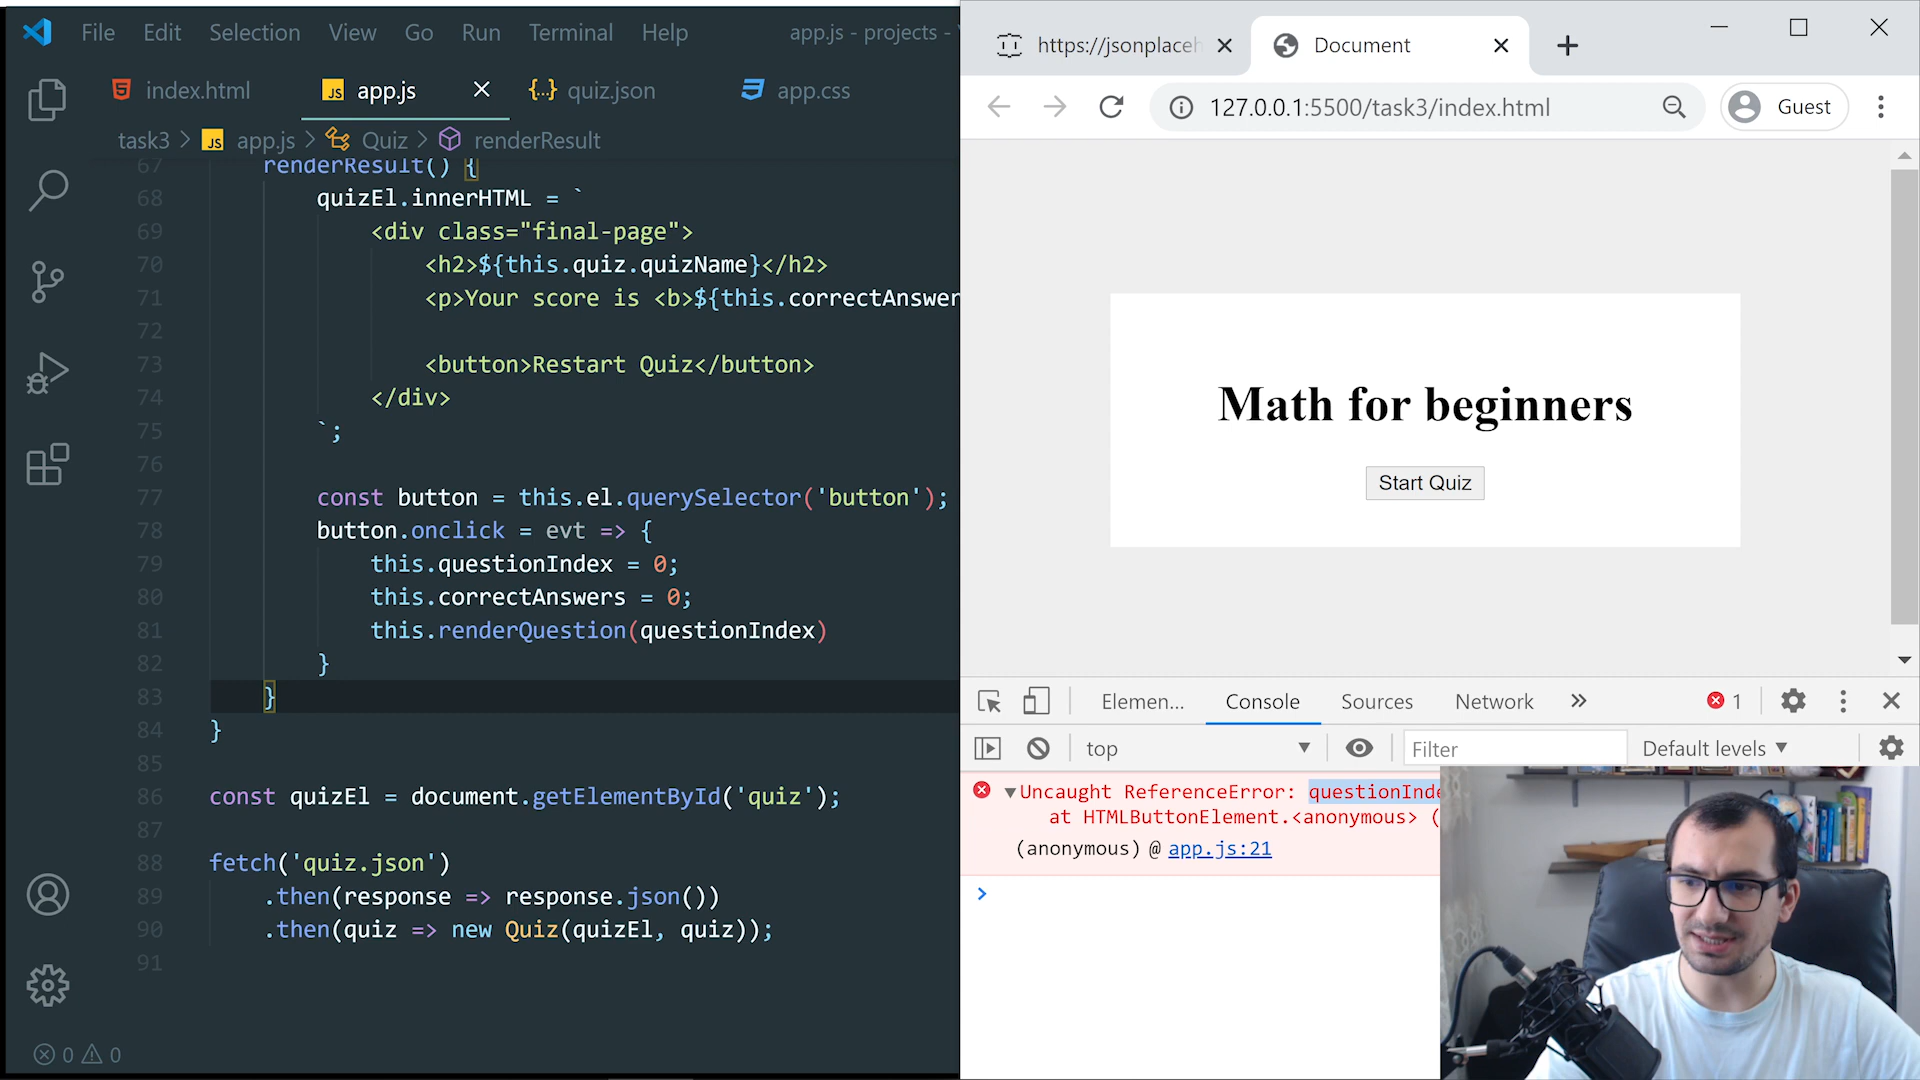 File Edit Selection View Go Run Terminal Help app.js - projects -
index.html app.js quiz.json app.css
task3 > app.js > Quiz > renderResult
67 renderResult() {
68 quizEl.innerHTML = `
69 <div class="final-page">
70 <h2>${this.quiz.quizName}</h2>
71 <p>Your score is <b>${this.correctAnswer
72
73 <button>Restart Quiz</button>
74 </div>
75 `;
76
77 const button = this.el.querySelector('button');
78 button.onclick = evt => {
79 this.questionIndex = 0;
80 this.correctAnswers = 0;
81 this.renderQuestion(questionIndex)
82 }
83 }
84 }
85
86 const quizEl = document.getElementById('quiz');
87
88 fetch('quiz.json')
89 .then(response => response.json())
90 .then(quiz => new Quiz(quizEl, quiz));
91
0 0
https://jsonplaceh Document
127.0.0.1:5500/task3/index.html Guest
Math for beginners
Start Quiz
Elemen... Console Sources Network » 1
top Filter Default levels
Uncaught ReferenceError: questionInde
at HTMLButtonElement.<anonymous> (
(anonymous) @ app.js:21